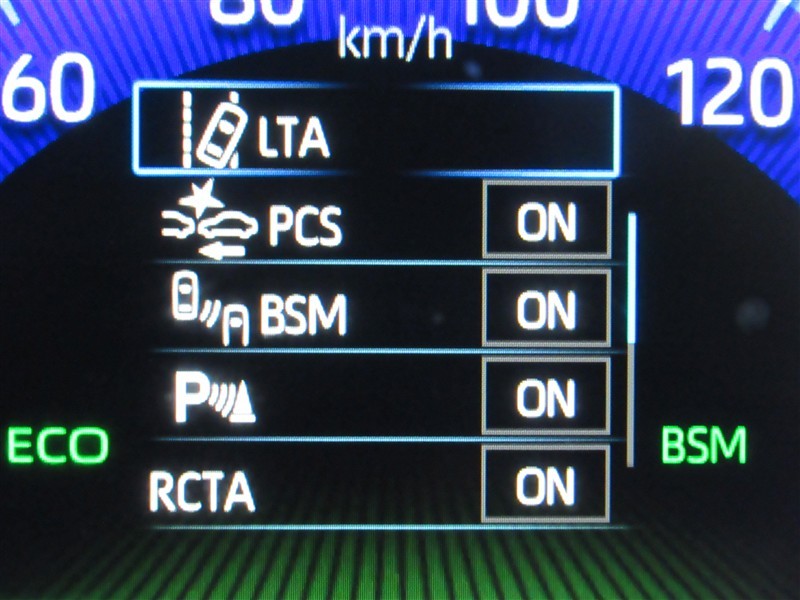 80 100
km/h
60 120
LTA
PCS ON
BSM ON
P ON
ECO BSM
RCTA ON